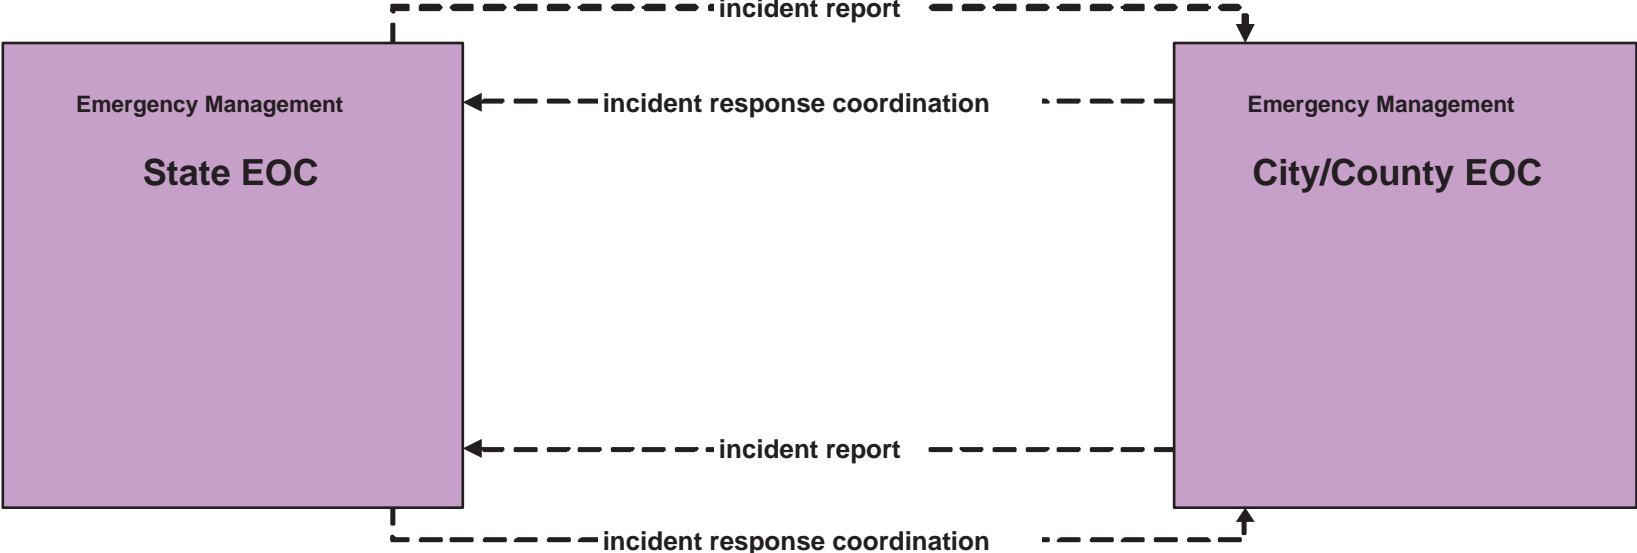 incident report
Emergency Management
incident response coordination
Emergency Management
State EOC
City/County EOC
incident report
incident response coordination